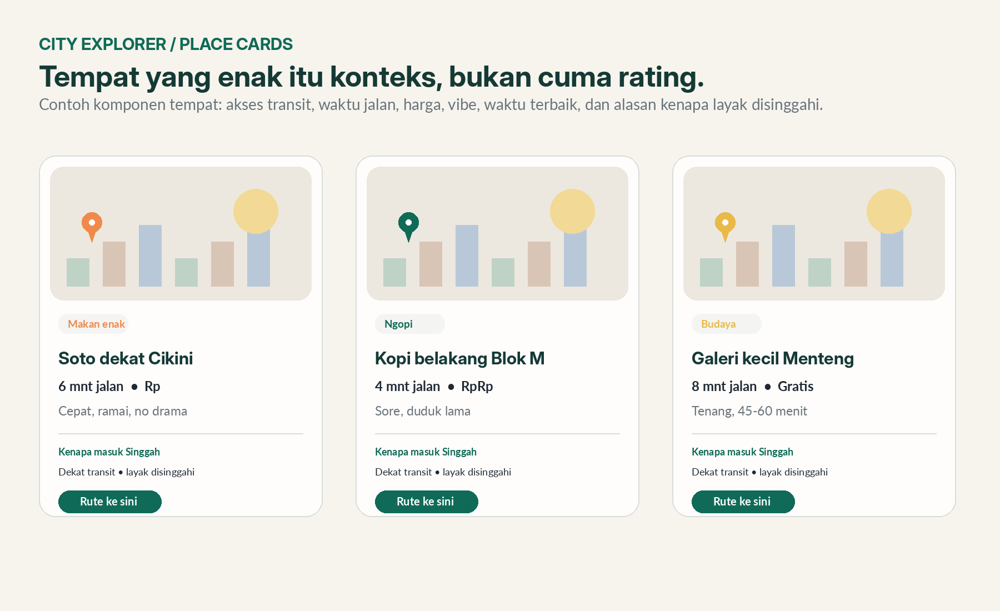 CITY EXPLORER / PLACE CARDS
Tempat yang enak itu konteks, bukan cuma rating.
Contoh komponen tempat: akses transit, waktu jalan, harga, vibe, waktu terbaik, dan alasan kenapa layak disinggahi.
Makan enak
Soto dekat Cikini
6 mnt jalan • Rp
Cepat, ramai, no drama
Kenapa masuk Singgah
Dekat transit • layak disinggahi
Rute ke sini
Ngopi
Kopi belakang Blok M
4 mnt jalan • RpRp
Sore, duduk lama
Kenapa masuk Singgah
Dekat transit • layak disinggahi
Rute ke sini
Budaya
Galeri kecil Menteng
8 mnt jalan • Gratis
Tenang, 45-60 menit
Kenapa masuk Singgah
Dekat transit • layak disinggahi
Rute ke sini